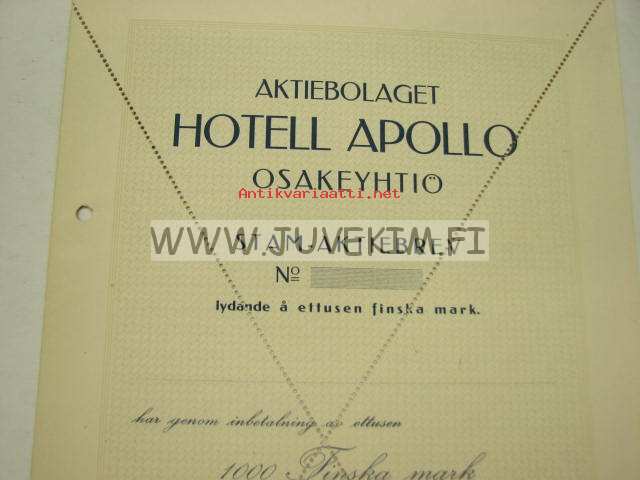 AKTIEBOLAGET
HOTELL APOLLO
OSAKEYHTIÖ
Antikvariaatti.net
WWW.JUVEKIM.FI
STAM-AKTIEBREV
No
lydande å ettusen finska mark.
har genom inbetalning av ettusen
1000 Finska mark